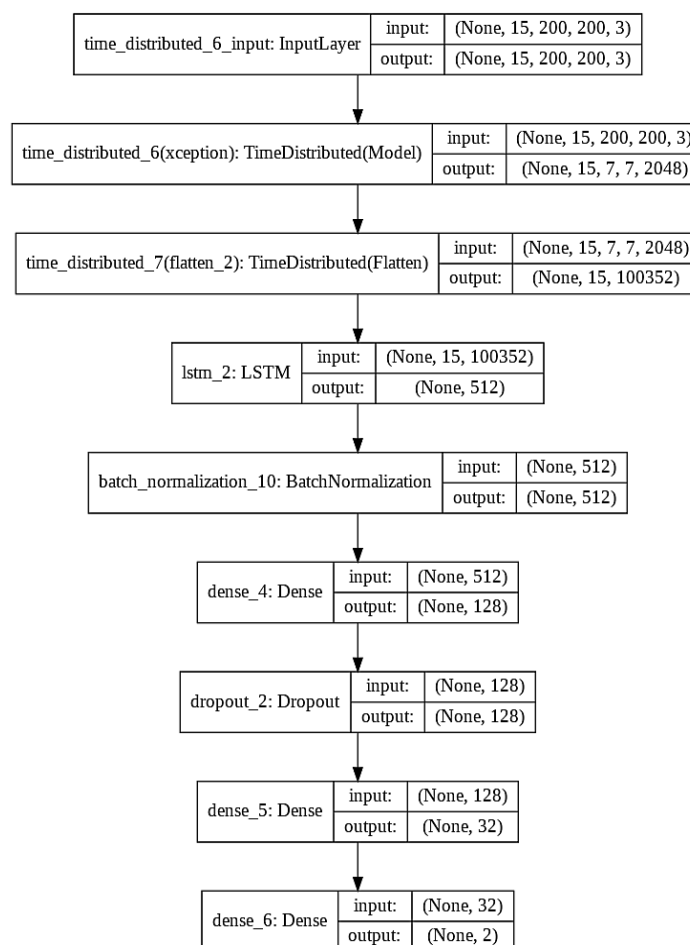 time_distributed_6_input: InputLayer
input: (None, 15, 200, 200, 3)
output: (None, 15, 200, 200, 3)
time_distributed_6(xception): TimeDistributed(Model)
input: (None, 15, 200, 200, 3)
output: (None, 15, 7, 7, 2048)
time_distributed_7(flatten_2): TimeDistributed(Flatten)
input: (None, 15, 7, 7, 2048)
output: (None, 15, 100352)
lstm_2: LSTM
input: (None, 15, 100352)
output: (None, 512)
batch_normalization_10: BatchNormalization
input: (None, 512)
output: (None, 512)
dense_4: Dense
input: (None, 512)
output: (None, 128)
dropout_2: Dropout
input: (None, 128)
output: (None, 128)
dense_5: Dense
input: (None, 128)
output: (None, 32)
dense_6: Dense
input: (None, 32)
output: (None, 2)